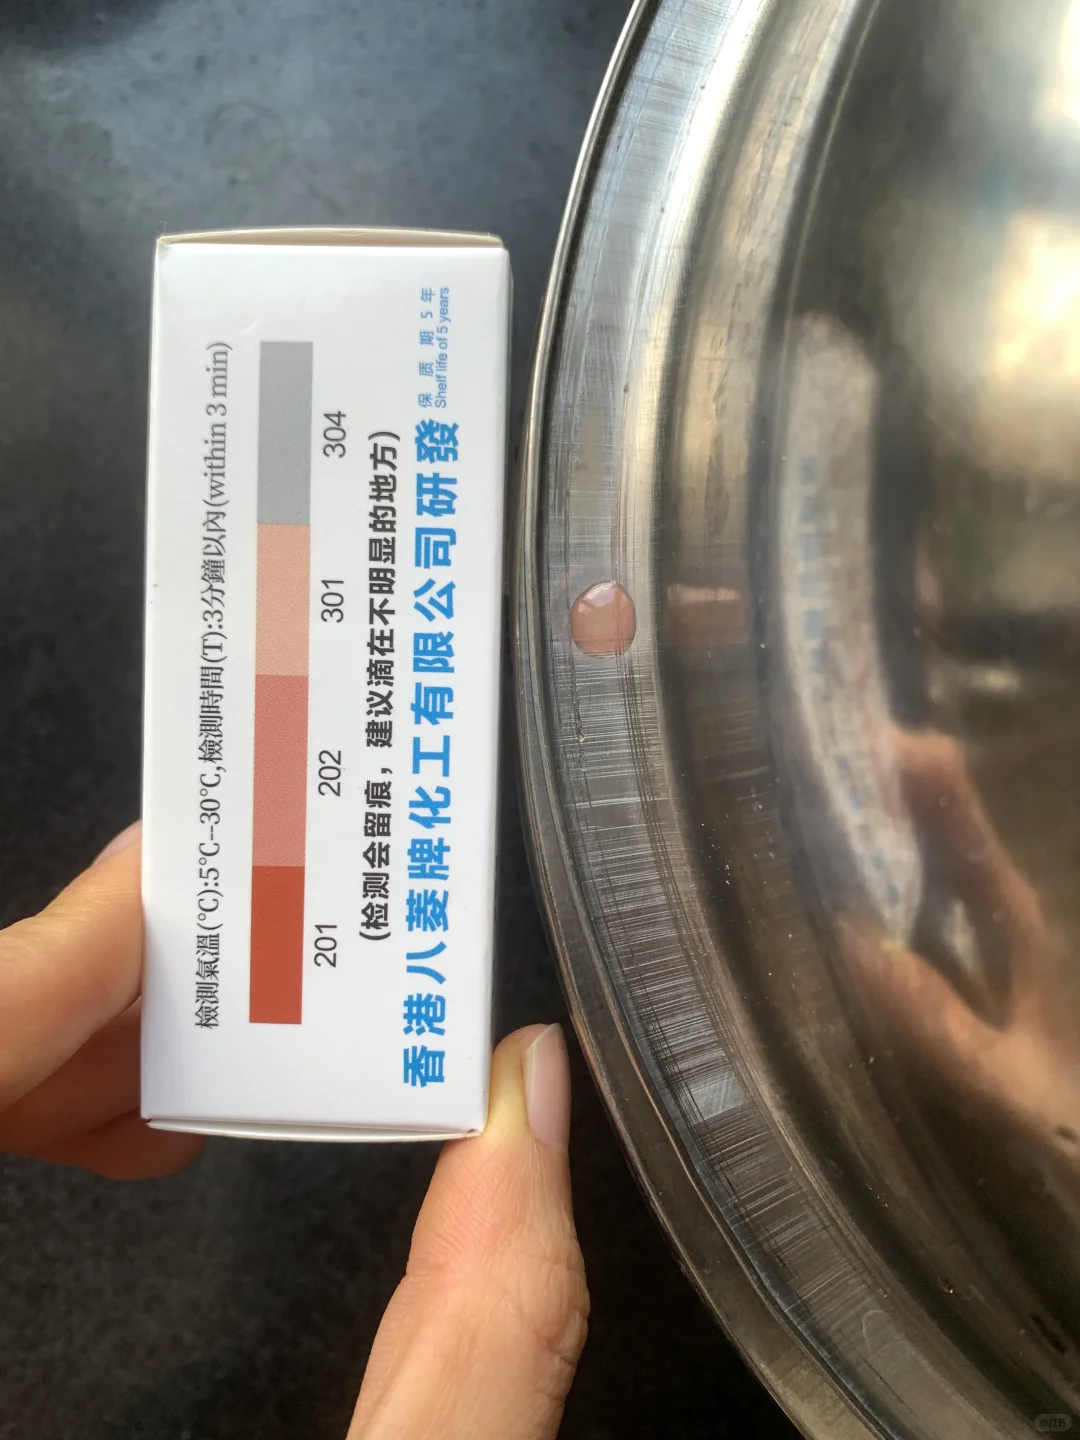 檢測氣溫(°C):5°C--30°C,檢測時間(T):3分鐘以內(within 3 min)
201 202 301 304
(检测会留痕，建议滴在不明显的地方)
香港八菱牌化工有限公司研發
保质期5年
Shelf life of 5 years
小红书